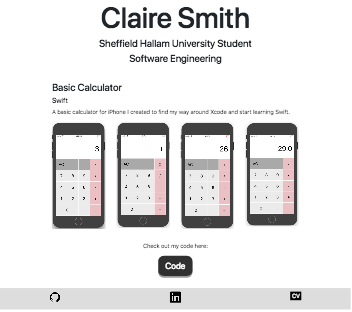 Claire Smith
Sheffield Hallam University Student
Software Engineering
Basic Calculator
Swift
A basic calculator for iPhone I created to find my way around Xcode and start learning Swift.
3 1 26 29.0
Check out my code here:
Code
in CV